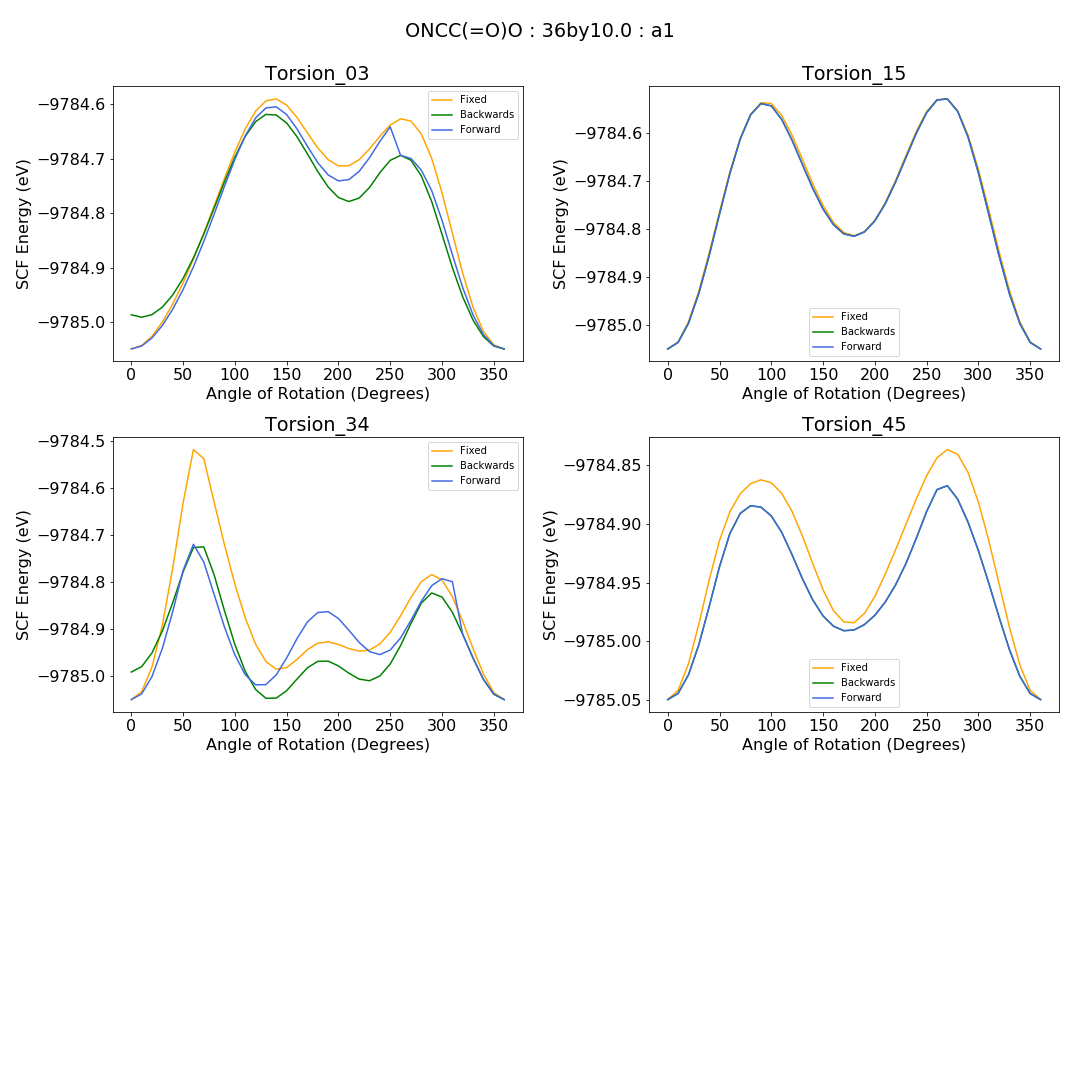 ONCC(=O)O : 36by10.0 : a1
Torsion_03
SCF Energy (eV)
−9784.6
−9784.7
−9784.8
−9784.9
−9785.0
Fixed
Backwards
Forward
0 50 100 150 200 250 300 350
Angle of Rotation (Degrees)
Torsion_15
SCF Energy (eV)
−9784.6
−9784.7
−9784.8
−9784.9
−9785.0
Fixed
Backwards
Forward
0 50 100 150 200 250 300 350
Angle of Rotation (Degrees)
Torsion_34
SCF Energy (eV)
−9784.5
−9784.6
−9784.7
−9784.8
−9784.9
−9785.0
Fixed
Backwards
Forward
0 50 100 150 200 250 300 350
Angle of Rotation (Degrees)
Torsion_45
SCF Energy (eV)
−9784.85
−9784.90
−9784.95
−9785.00
−9785.05
Fixed
Backwards
Forward
0 50 100 150 200 250 300 350
Angle of Rotation (Degrees)